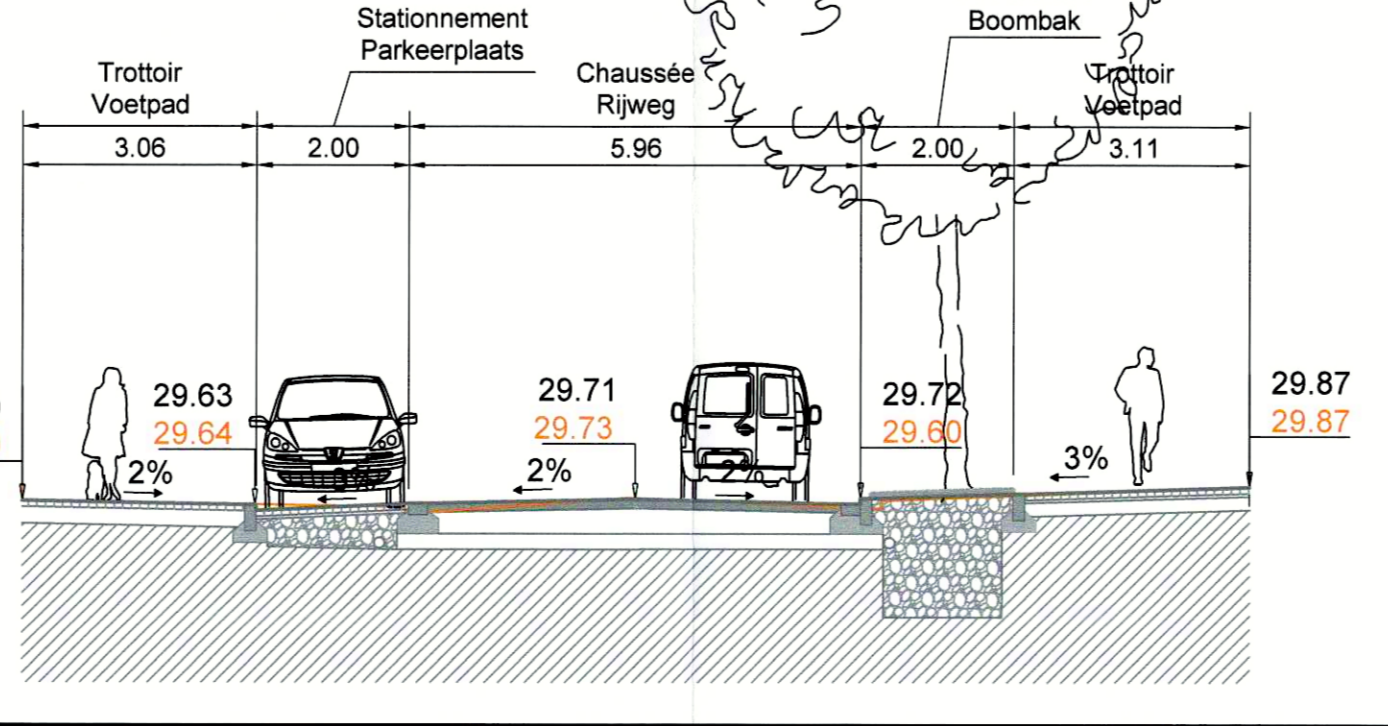 Stationnement
Parkeerplaats
Boombak
Trottoir
Voetpad
Chaussée
Rijweg
Trottoir
Voetpad
3.06
2.00
5.96
2.00
3.11
29.63
29.64
29.71
29.73
29.72
29.60
29.87
29.87
2%
2%
2%
3%